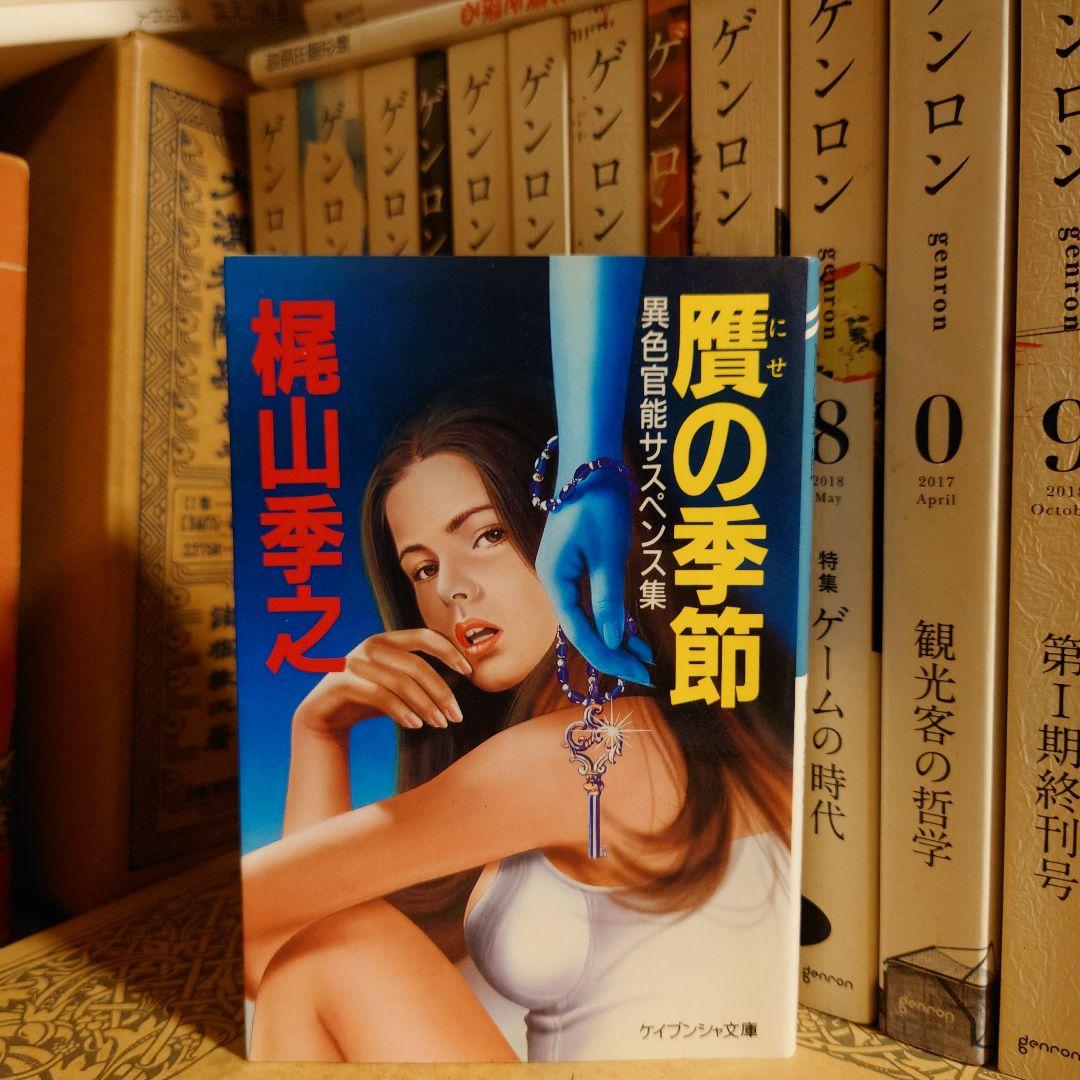 贋の季節
にせ
異色官能サスペンス集
梶山季之
ケイブンシャ文庫
ゲンロン
ゲンロン
ゲンロン
ゲンロン
ゲンロン
ゲンロン
ゲンロン
ゲンロン
ゲンロン
ゲンロン
genron
8
2018
May
特集 ゲームの時代
genron
ゲンロン
genron
0
2017
April
観光客の哲学
genron
ンロン
genron
9
2018
October
第Ⅰ期終刊号
genron